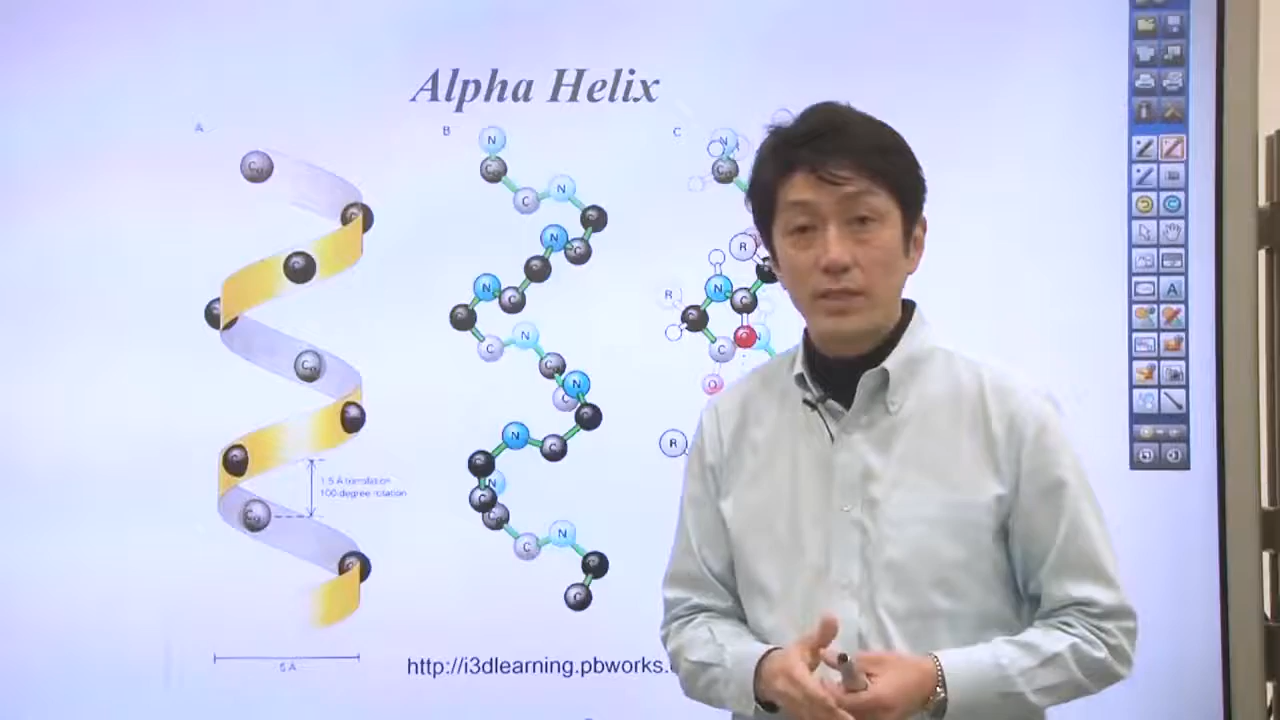 Alpha Helix
A
B
C
1.5 Å translation
100-degree rotation
5 Å
http://i3dlearning.pbworks.